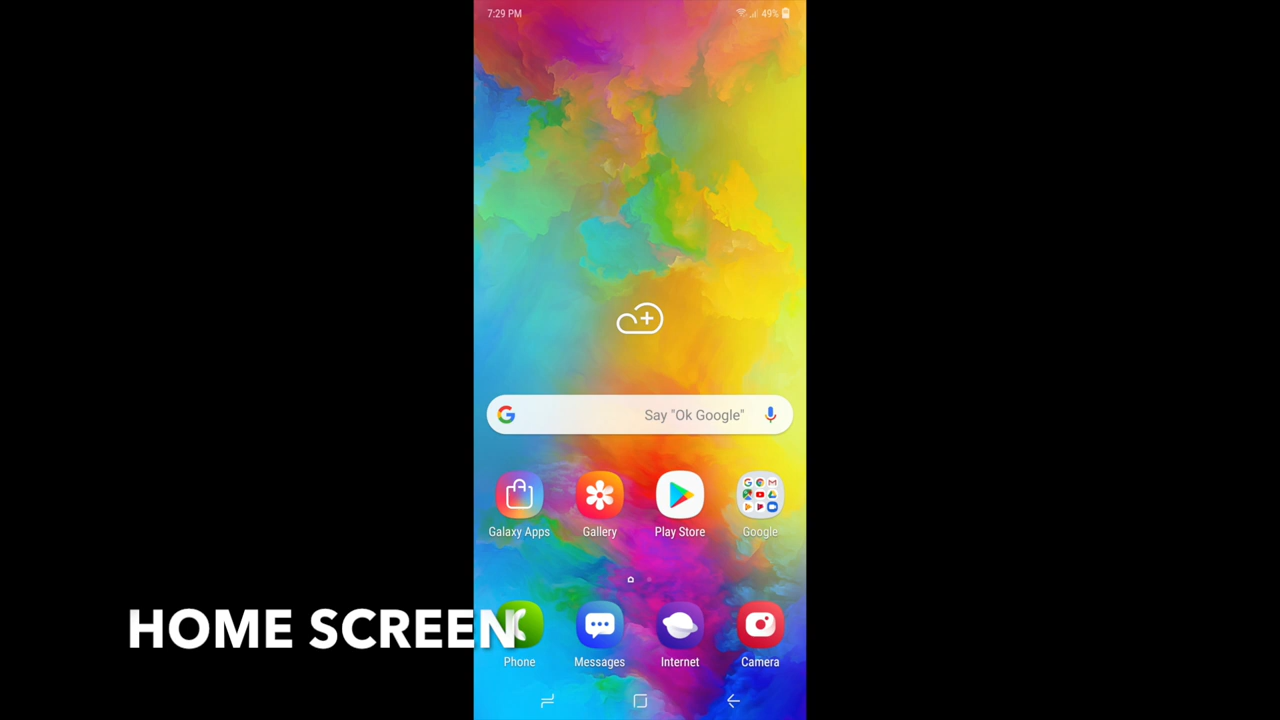 7:29 PM
49%
Say "Ok Google"
Galaxy Apps
Gallery
Play Store
Google
HOME SCREEN
Phone
Messages
Internet
Camera